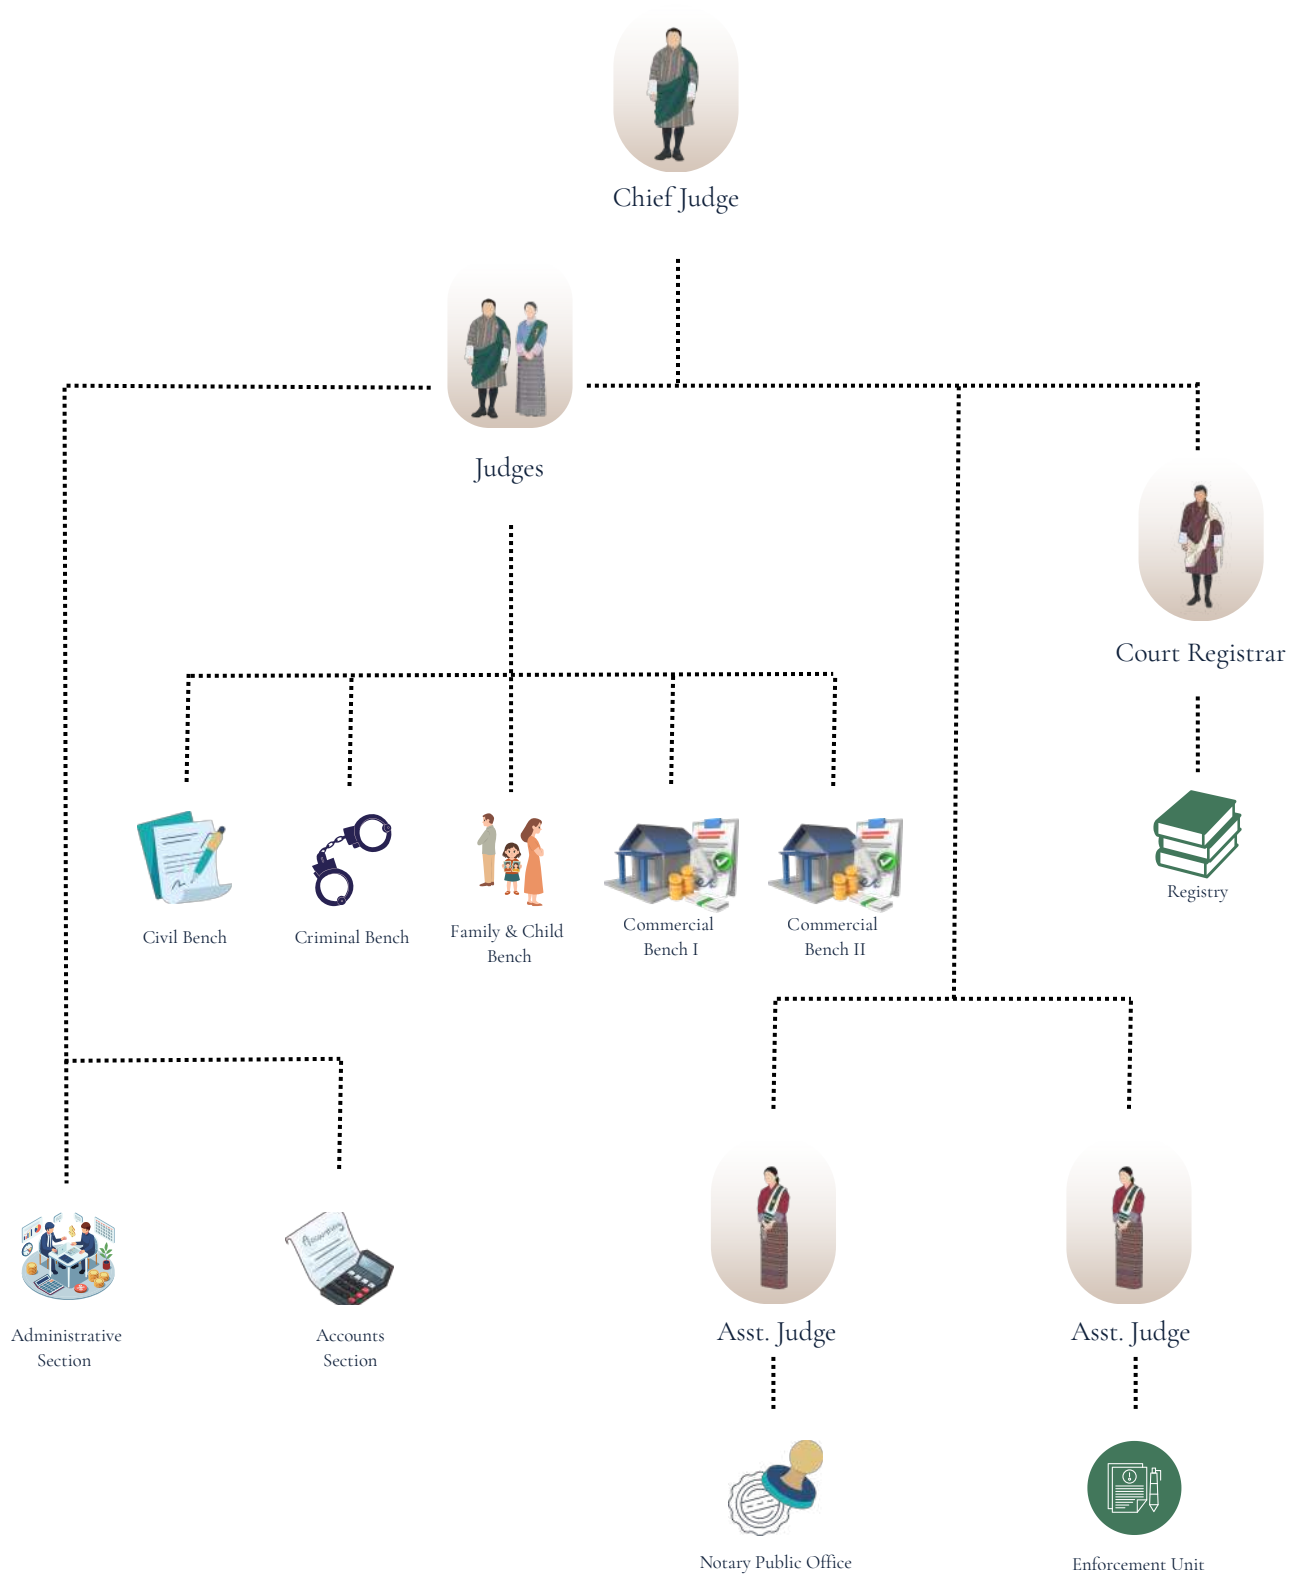 Chief Judge
Judges
Court Registrar
Registry
Civil Bench
Criminal Bench
Family & Child
Bench
Commercial
Bench I
Commercial
Bench II
Accounting
Administrative
Section
Accounts
Section
Asst. Judge
Asst. Judge
Notary Public Office
Enforcement Unit